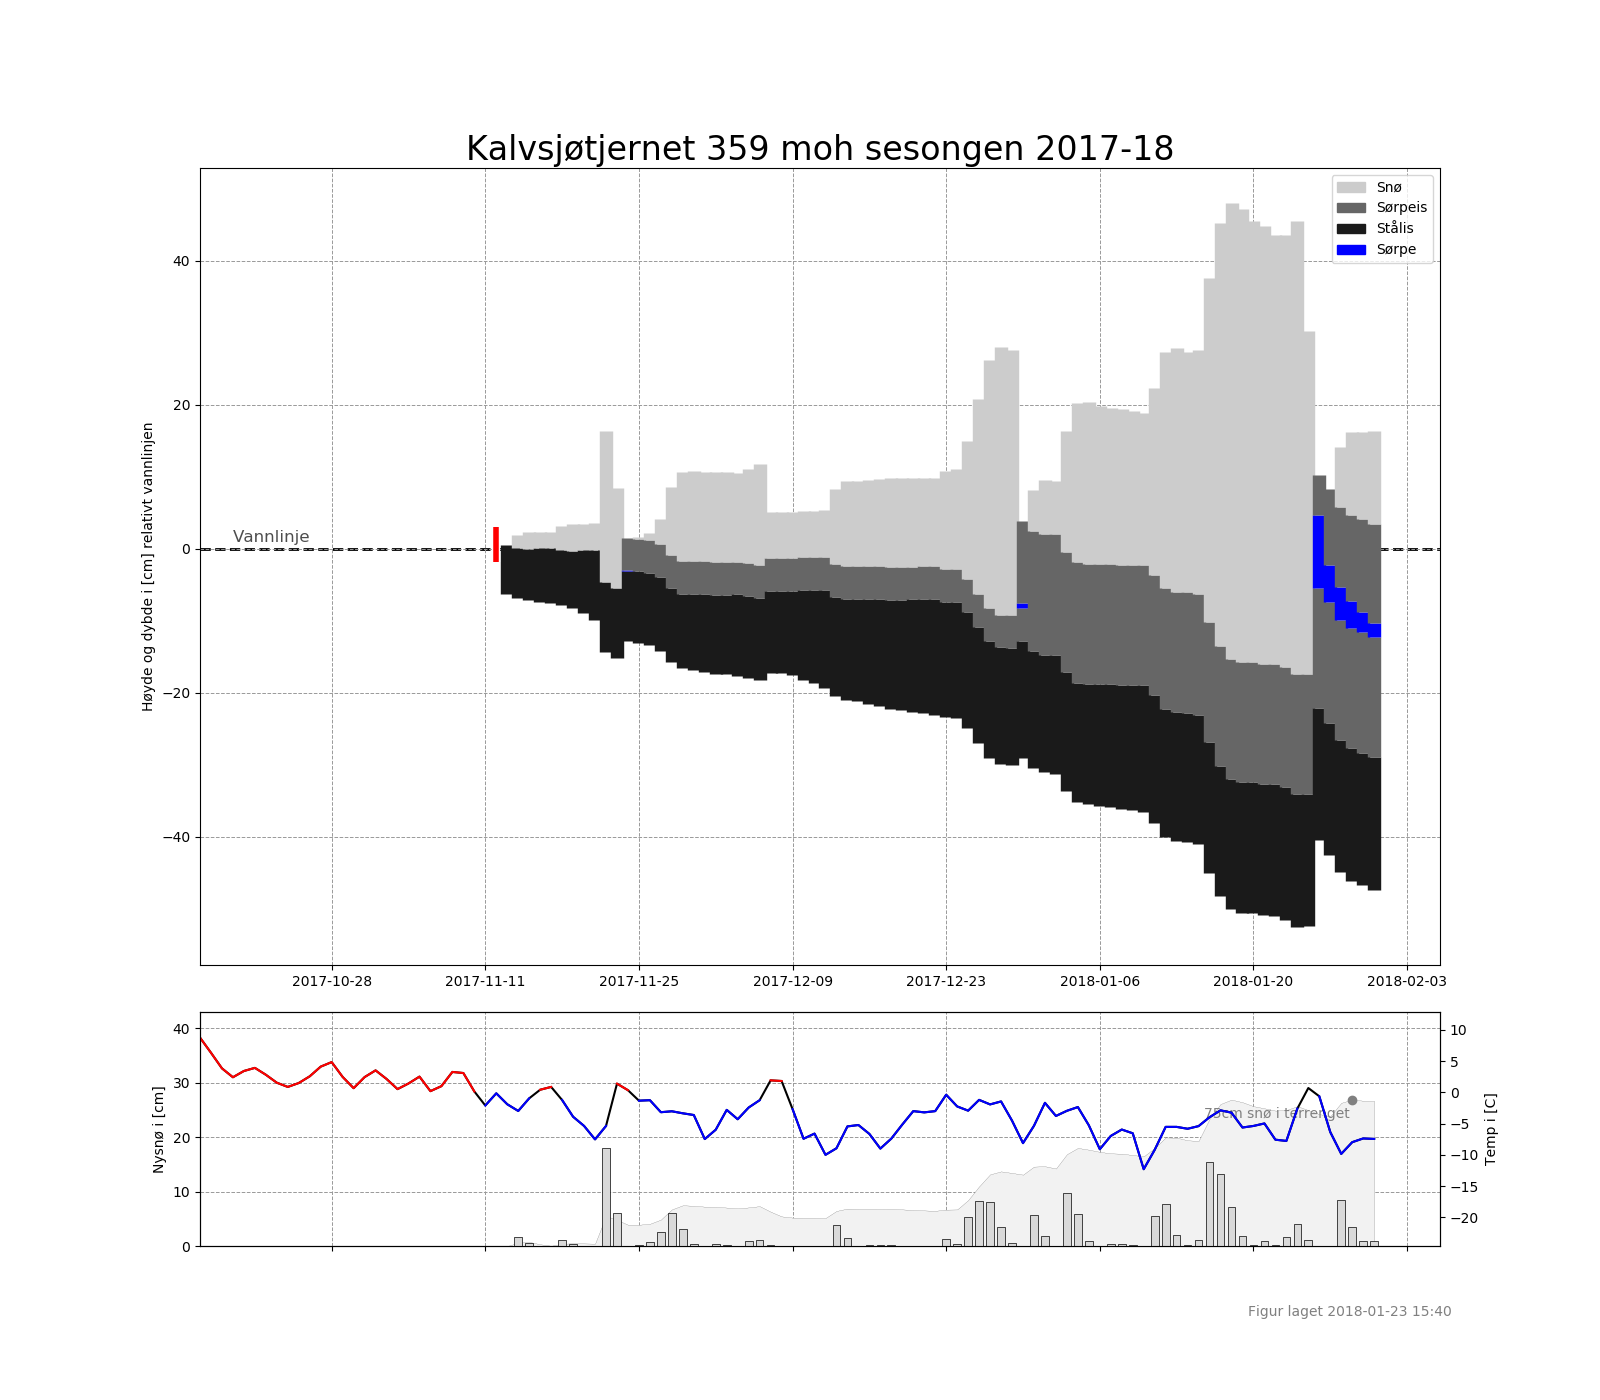 Kalvsjøtjernet 359 moh sesongen 2017-18
Snø
Sørpeis
Stålis
Sørpe
Høyde og dybde i [cm] relativt vannlinjen
40
20
0
−20
−40
Vannlinje
2017-10-28 2017-11-11 2017-11-25 2017-12-09 2017-12-23 2018-01-06 2018-01-20 2018-02-03
Nysnø i [cm]
40
30
20
10
0
75cm snø i terrenget
10
5
0
−5
−10
−15
−20
Temp i [C]
Figur laget 2018-01-23 15:40